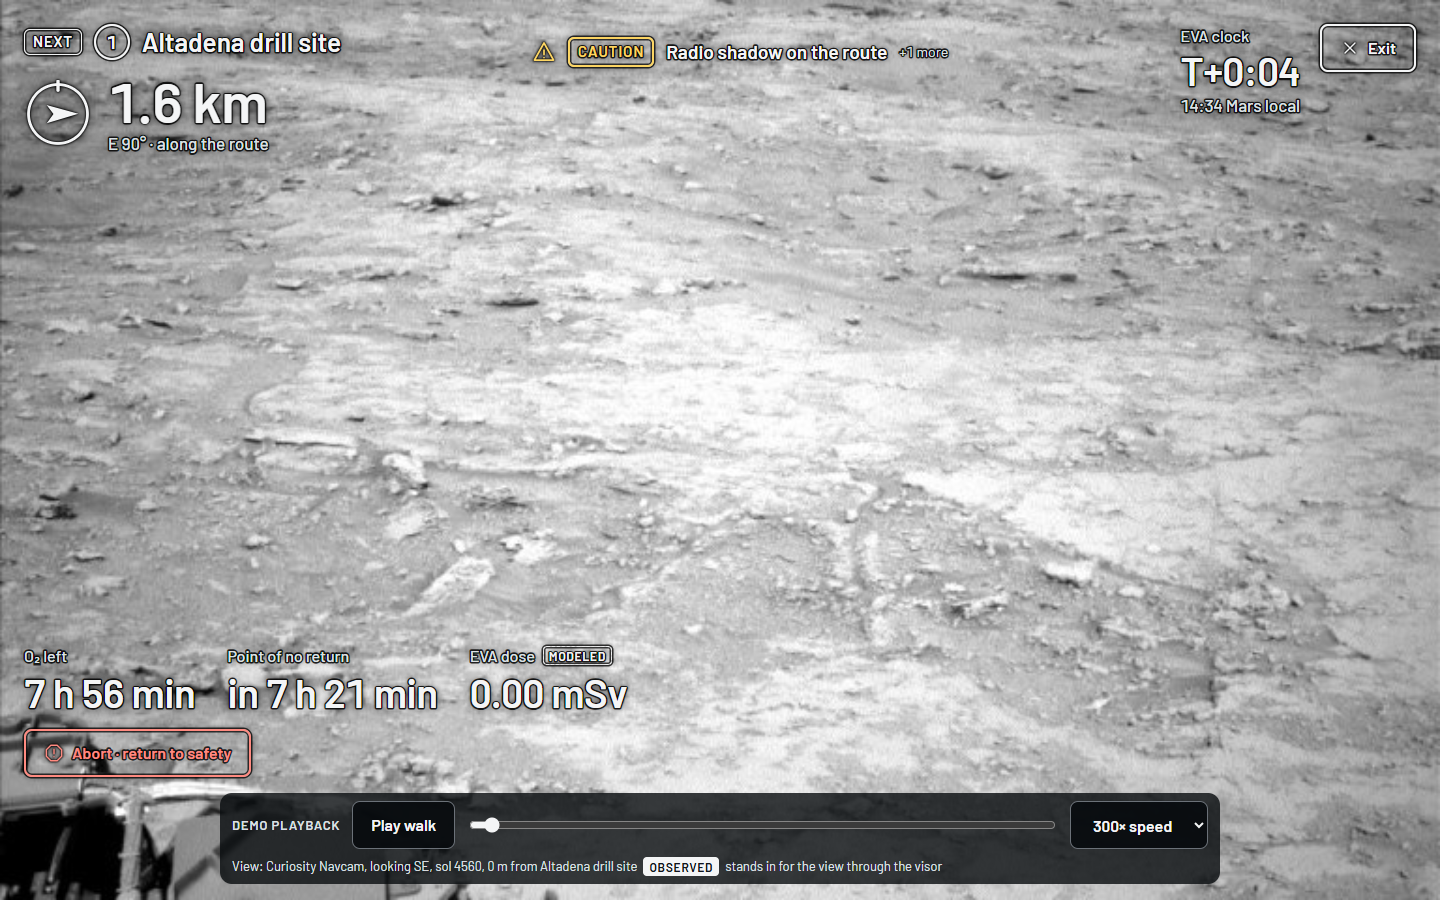 NEXT 1 Altadena drill site
1.6 km
E 90° · along the route
CAUTION Radio shadow on the route +1 more
EVA clock
T+0:04
14:34 Mars local
Exit
O₂ left
7 h 56 min
Point of no return
in 7 h 21 min
EVA dose MODELED
0.00 mSv
Abort · return to safety
DEMO PLAYBACK Play walk 300× speed
View: Curiosity Navcam, looking SE, sol 4560, 0 m from Altadena drill site OBSERVED stands in for the view through the visor